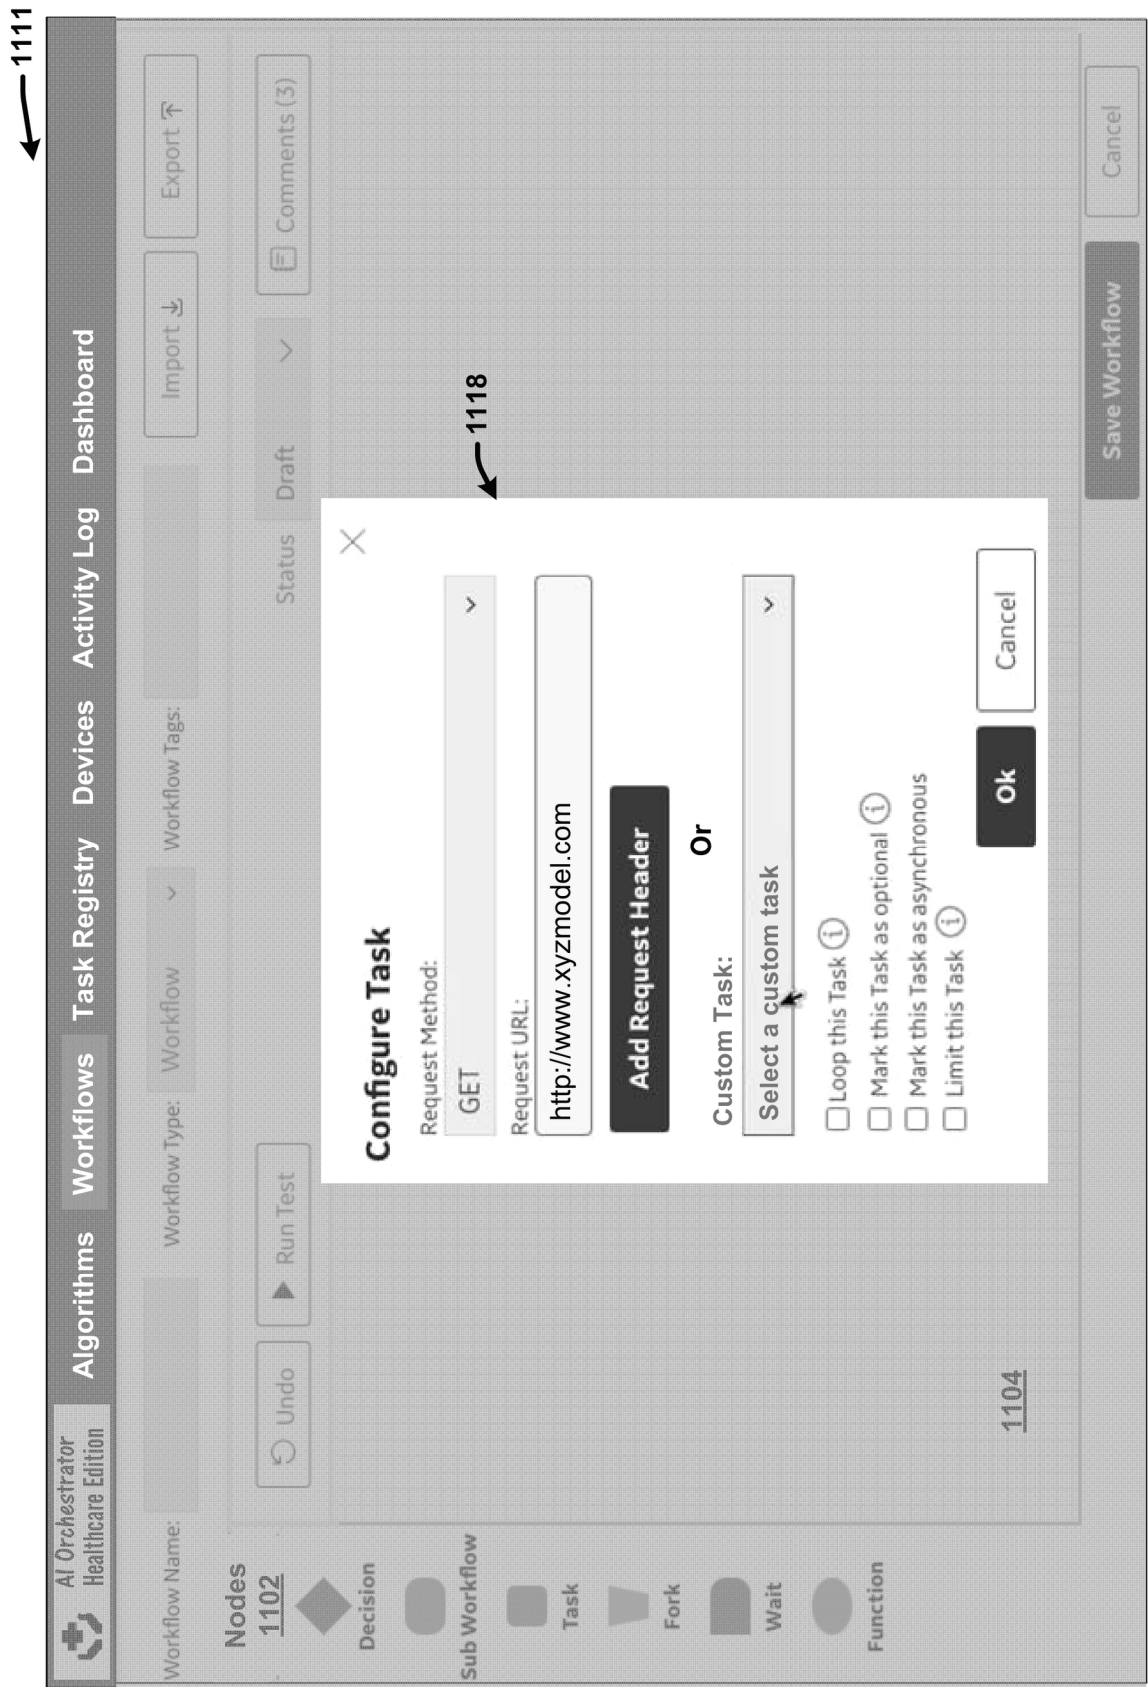 1111
AI Orchestrator
Healthcare Edition
Algorithms Workflows Task Registry Devices Activity Log Dashboard
Workflow Name: Workflow Type: Workflow Workflow Tags: Import Export
Undo Run Test Status Draft Comments (3)
Nodes
1102
Decision
Sub Workflow
Task
Fork
Wait
Function
1104
1118
Configure Task
Request Method:
GET
Request URL:
http://www.xyzmodel.com
Add Request Header
Or
Custom Task:
Select a custom task
Loop this Task i
Mark this Task as optional i
Mark this Task as asynchronous
Limit this Task i
Ok Cancel
Save Workflow Cancel